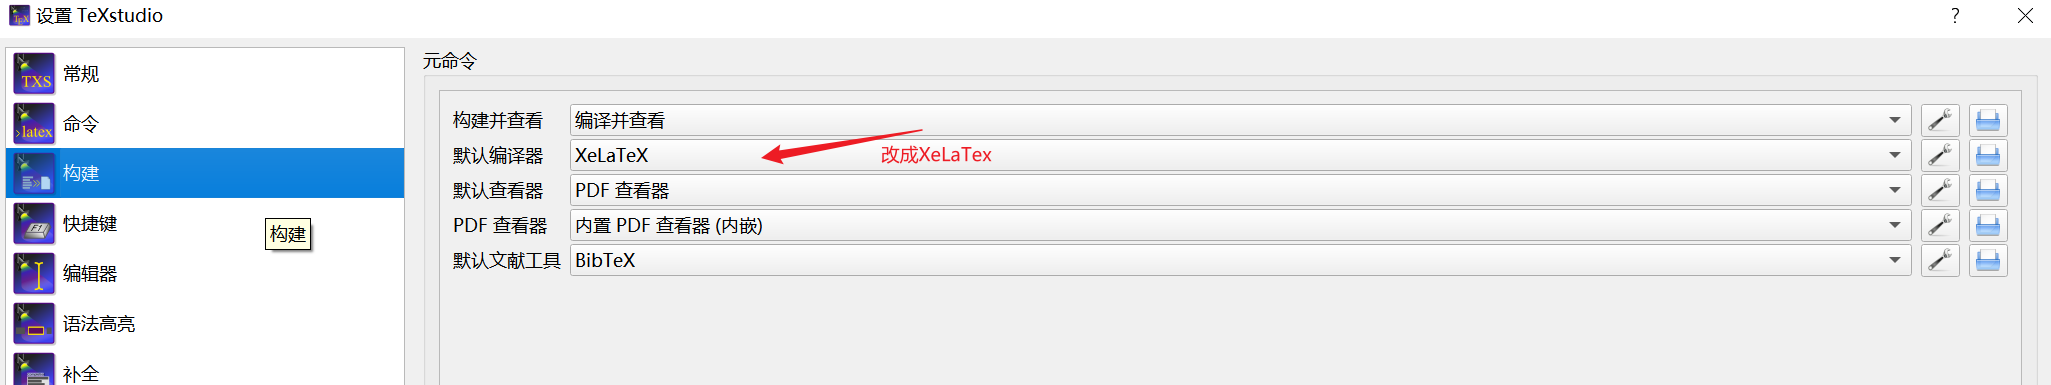 设置 TeXstudio
常规
命令
构建
快捷键
编辑器
语法高亮
补全
构建
元命令
构建并查看 编译并查看
默认编译器 XeLaTeX 改成XeLaTex
默认查看器 PDF 查看器
PDF 查看器 内置 PDF 查看器 (内嵌)
默认文献工具 BibTeX
TXS
>latex
F1